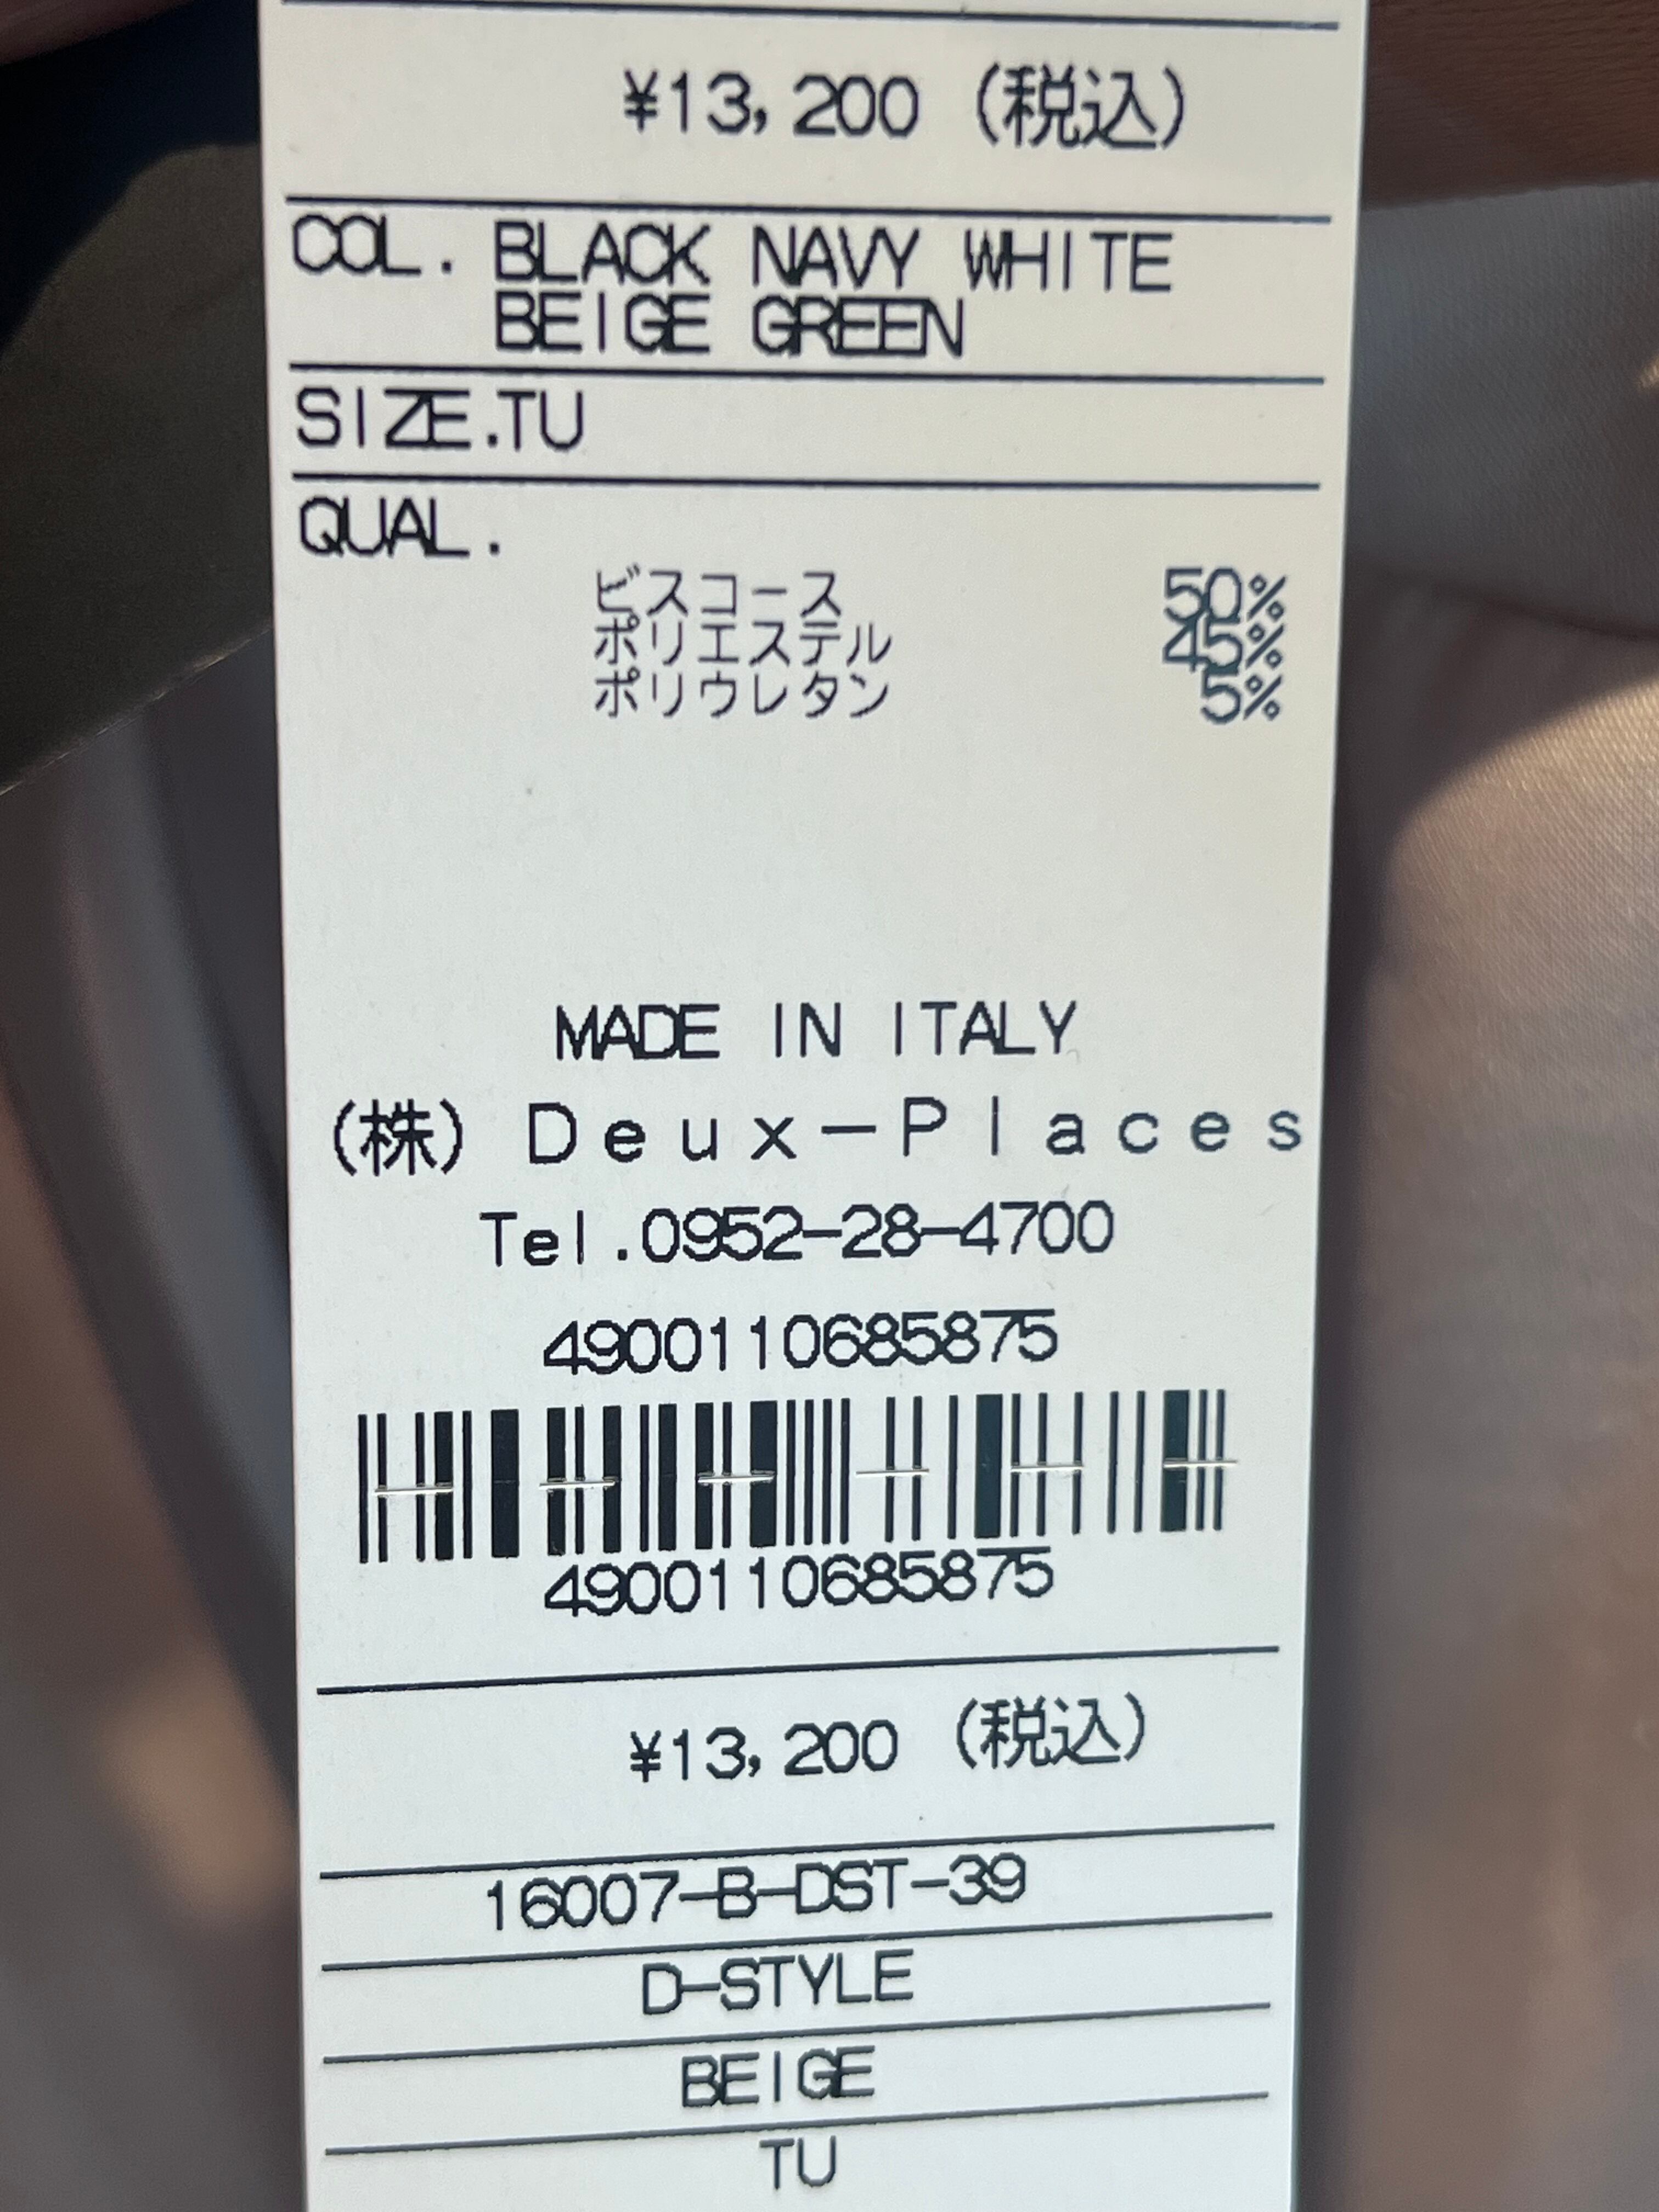 ¥13,200 (税込)
COL. BLACK NAVY WHITE
BEIGE GREEN
SIZE.TU
QUAL.
ビスコース 50%
ポリエステル 45%
ポリウレタン 5%
MADE IN ITALY
(株) Deux-Places
Tel.0952-28-4700
4900110685875
4900110685875
¥13,200 (税込)
16007-B-DST-39
D-STYLE
BEIGE
TU